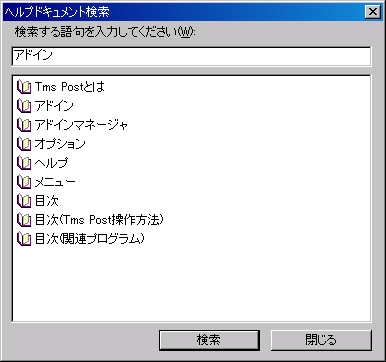 ヘルプドキュメント検索
検索する語句を入力してください(W):
アドイン
Tms Postとは
アドイン
アドインマネージャ
オプション
ヘルプ
メニュー
目次
目次(Tms Post操作方法)
目次(関連プログラム)
検索
閉じる